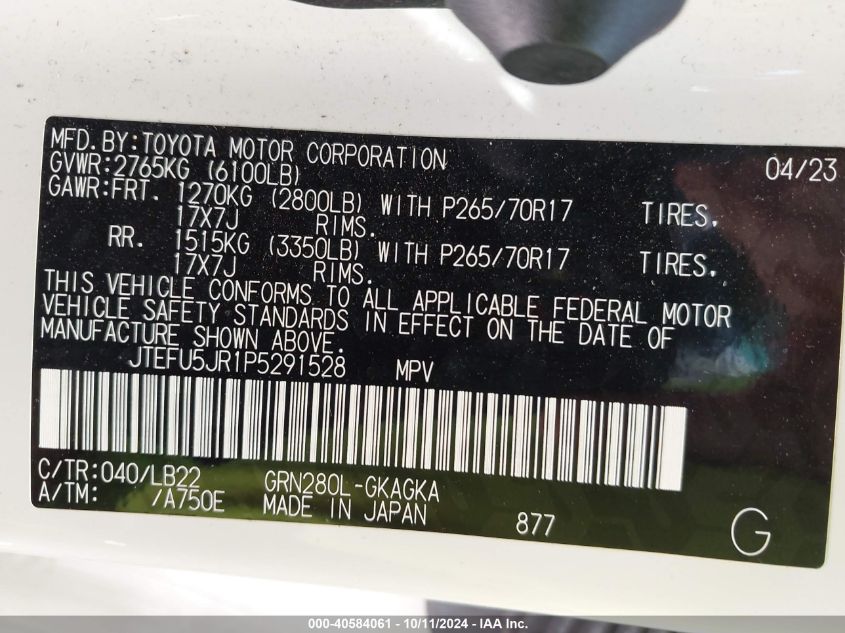 MFD.BY:TOYOTA MOTOR CORPORATION 04/23
GVWR:2765KG (6100LB)
GAWR:FRT. 1270KG (2800LB) WITH P265/70R17 TIRES.
17X7J RIMS.
RR. 1515KG (3350LB) WITH P265/70R17 TIRES.
17X7J RIMS.
THIS VEHICLE CONFORMS TO ALL APPLICABLE FEDERAL MOTOR
VEHICLE SAFETY STANDARDS IN EFFECT ON THE DATE OF
MANUFACTURE SHOWN ABOVE.
JTEFU5JR1P5291528 MPV
C/TR:040/LB22 GRN280L-GKAGKA
A/TM: /A750E MADE IN JAPAN 877 G
000-40584061 - 10/11/2024 - IAA Inc.